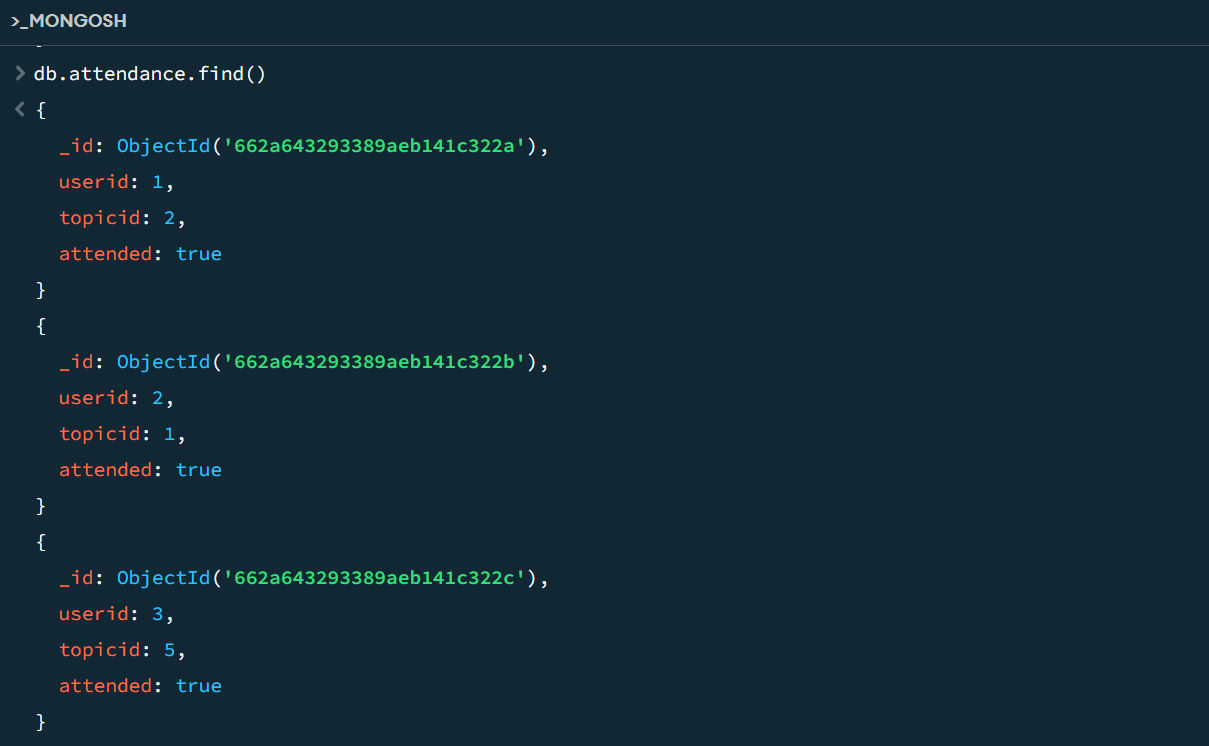 >_MONGOSH
> db.attendance.find()
< {
_id: ObjectId('662a643293389aeb141c322a'),
userid: 1,
topicid: 2,
attended: true
}
{
_id: ObjectId('662a643293389aeb141c322b'),
userid: 2,
topicid: 1,
attended: true
}
{
_id: ObjectId('662a643293389aeb141c322c'),
userid: 3,
topicid: 5,
attended: true
}